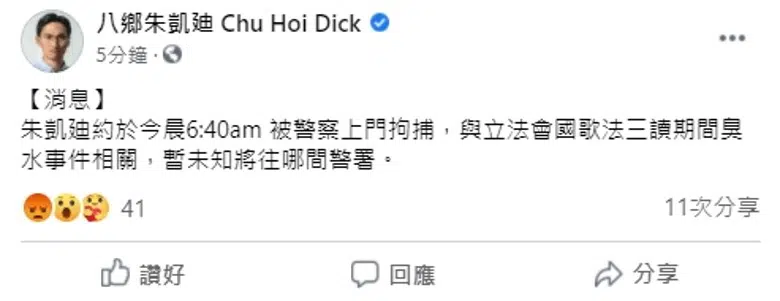 八鄉朱凱廸 Chu Hoi Dick
5分鐘 ·
【消息】
朱凱廸約於今晨6:40am 被警察上門拘捕，與立法會國歌法三讀期間臭
水事件相關，暫未知將往哪間警署。
41
11次分享
讚好
回應
分享